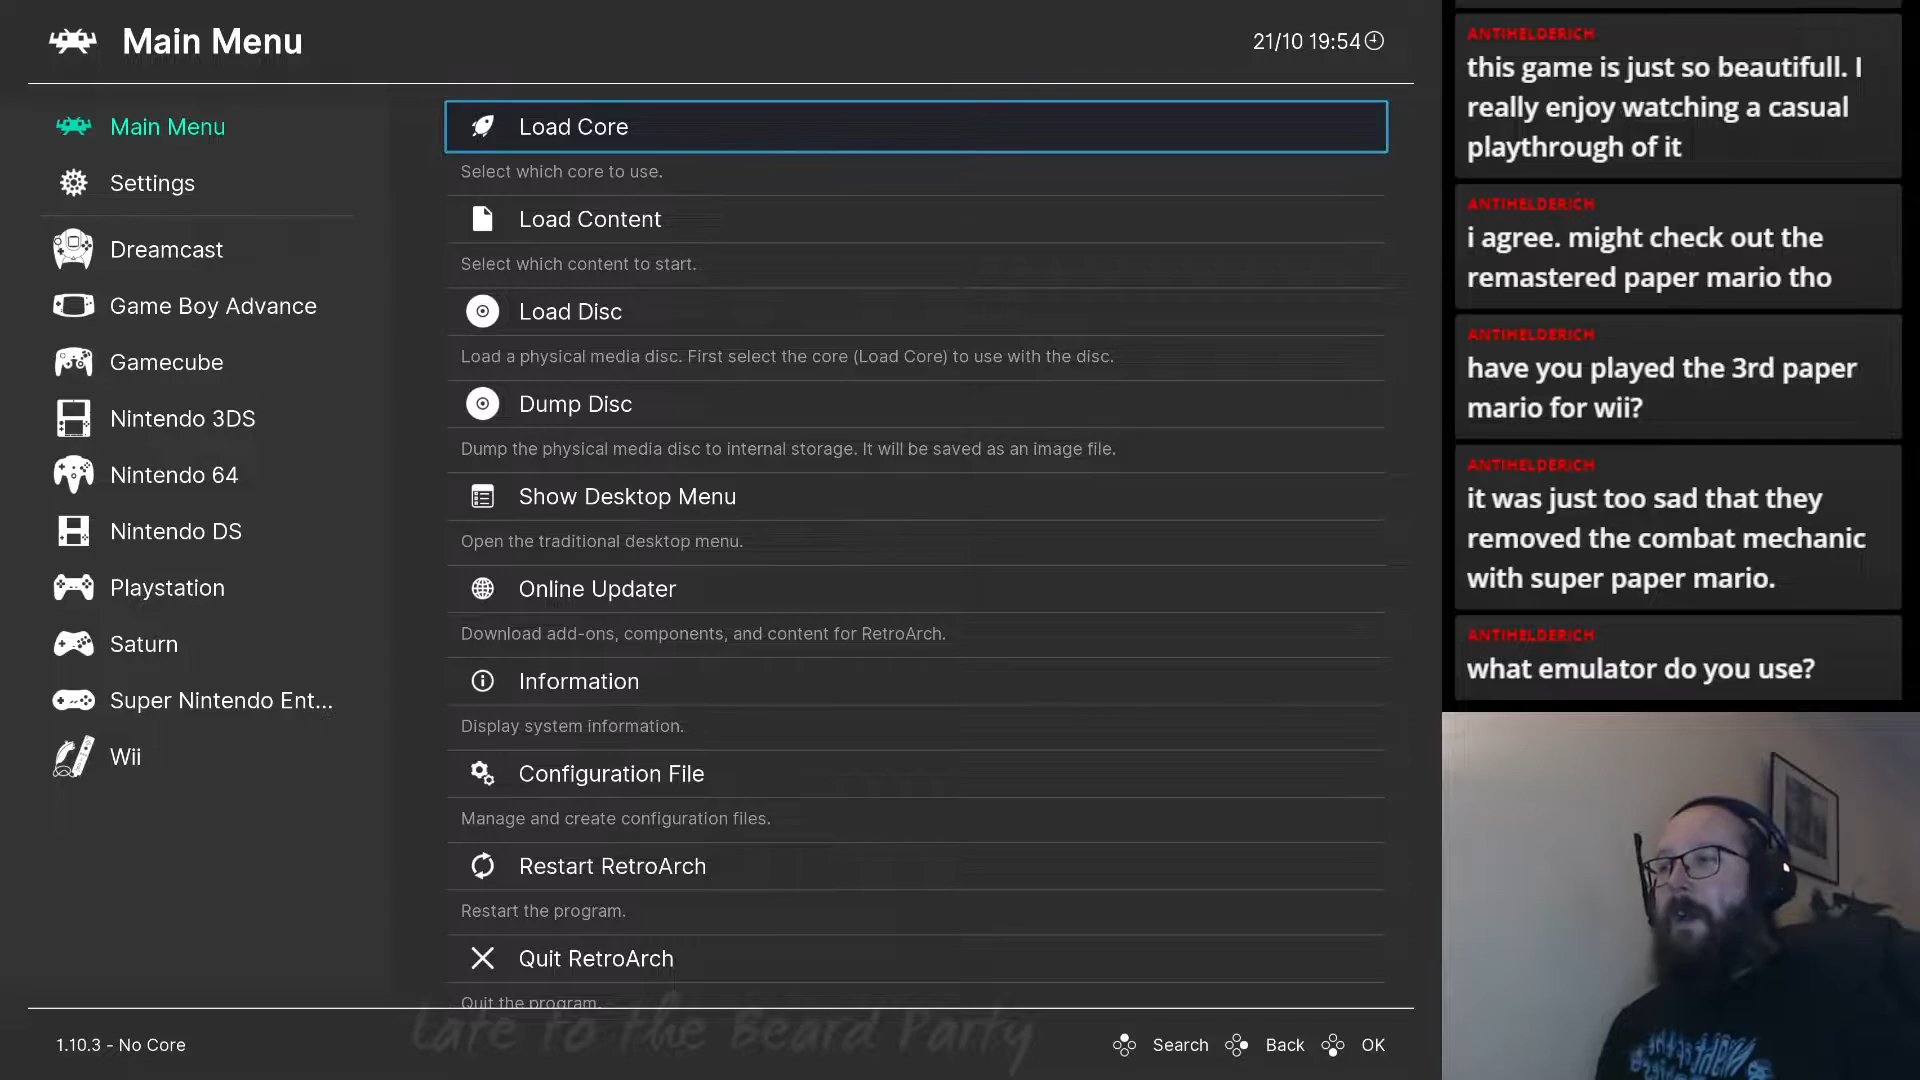 Main Menu
21/10 19:54
Main Menu
Settings
Dreamcast
Game Boy Advance
Gamecube
Nintendo 3DS
Nintendo 64
Nintendo DS
Playstation
Saturn
Super Nintendo Ent...
Wii
Load Core
Select which core to use.
Load Content
Select which content to start.
Load Disc
Load a physical media disc. First select the core (Load Core) to use with the disc.
Dump Disc
Dump the physical media disc to internal storage. It will be saved as an image file.
Show Desktop Menu
Open the traditional desktop menu.
Online Updater
Download add-ons, components, and content for RetroArch.
Information
Display system information.
Configuration File
Manage and create configuration files.
Restart RetroArch
Restart the program.
Quit RetroArch
Quit the program.
Late to the Beard Party
1.10.3 - No Core
Search
Back
OK
ANTIHELDERICH
this game is just so beautifull. I
really enjoy watching a casual
playthrough of it
ANTIHELDERICH
i agree. might check out the
remastered paper mario tho
ANTIHELDERICH
have you played the 3rd paper
mario for wii?
ANTIHELDERICH
it was just too sad that they
removed the combat mechanic
with super paper mario.
ANTIHELDERICH
what emulator do you use?